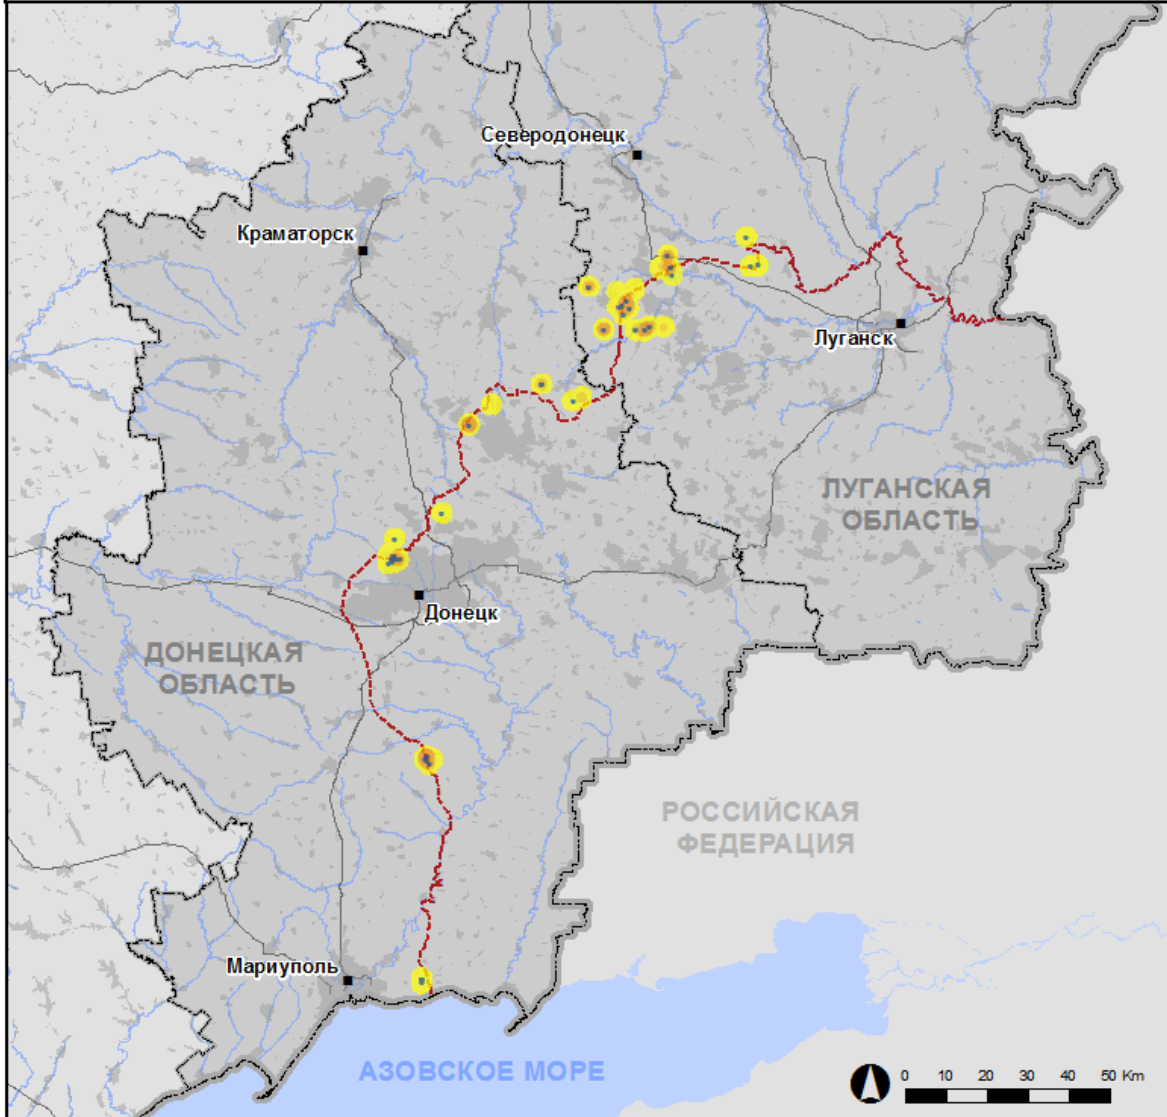 Северодонецк
Краматорск
Луганск
ЛУГАНСКАЯ
ОБЛАСТЬ
Донецк
ДОНЕЦКАЯ
ОБЛАСТЬ
РОССИЙСКАЯ
ФЕДЕРАЦИЯ
Мариуполь
АЗОВСКОЕ МОРЕ
0 10 20 30 40 50 Km